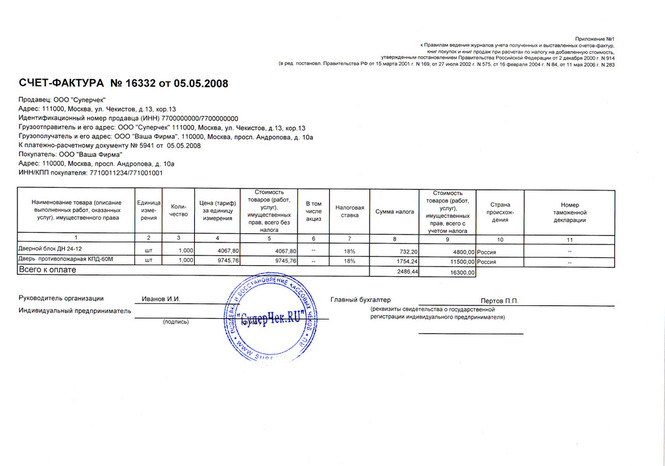 Приложение №1
к Правилам ведения журналов учета полученных и выставленных счетов-фактур,
книг покупок и книг продаж при расчетах по налогу на добавленную стоимость,
утвержденным постановлением Правительства Российской Федерации от 2 декабря 2000 г. N 914
(в ред. постановл. Правительства РФ от 15 марта 2001 г. N 189, от 27 июля 2002 г. N 575, от 16 февраля 2004 г. N 84, от 11 мая 2006 г. N 283
СЧЕТ-ФАКТУРА № 16332 от 05.05.2008
Продавец: ООО "Суперчек"
Адрес: 111000, Москва, ул. Чекистов, д.13, кор.13
Идентификационный номер продавца (ИНН) 7700000000/7700000000
Грузоотправитель и его адрес: ООО "Суперчек" 111000, Москва, ул. Чекистов, д.13, кор.13
Грузополучатель и его адрес: ООО "Ваша Фирма", 110000, Москва, просп. Андропова, д. 10а
К платежно-расчетному документу № 5941 от 05.05.2008
Покупатель: ООО "Ваша Фирма"
Адрес: 110000, Москва, просп. Андропова, д. 10а
ИНН/КПП покупателя: 7710011234/771001001
Наименование товара (описание выполненных работ, оказанных услуг), имущественного права
Единица изме-рения
Коли-чество
Цена (тариф) за единицу измерения
Стоимость товаров (работ, услуг), имущественных прав, всего без налога
В том числе акциз
Налоговая ставка
Сумма налога
Стоимость товаров (работ, услуг), имущественных прав, всего с учетом налога
Страна происхож-дения
Номер таможенной декларации
1 2 3 4 5 6 7 8 9 10 11
Дверной блок ДН 24-12 шт 1,000 4067,80 4067,80 -- 18% 732,20 4800,00 Россия --
Дверь противопожарная КПД-60М шт 1,000 9745,76 9745,76 -- 18% 1754,24 11500,00 Россия --
Всего к оплате 2486,44 16300,00
Руководитель организации Иванов И.И. Главный бухгалтер Пертов П.П.
Индивидуальный предприниматель (реквизиты свидетельства о государственной
(подпись) регистрации индивидуального предпринимателя)
"СуперЧек.RU"